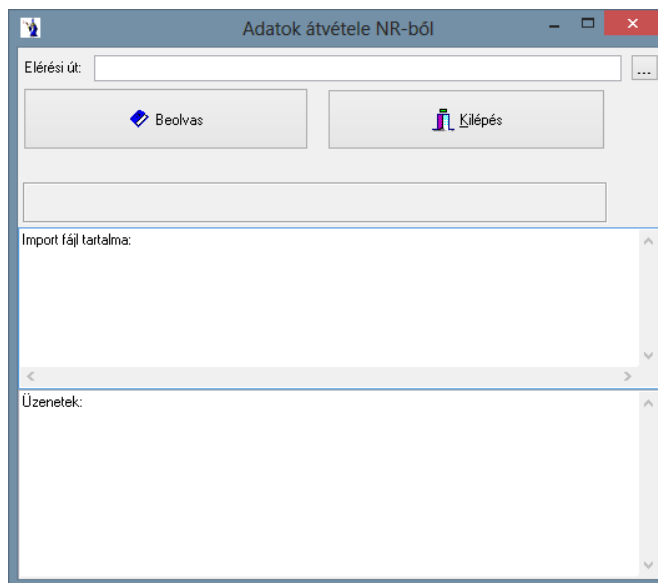 Adatok átvétele NR-ből
Elérési út:
...
Beolvas
Kilépés
Import fájl tartalma:
Üzenetek: